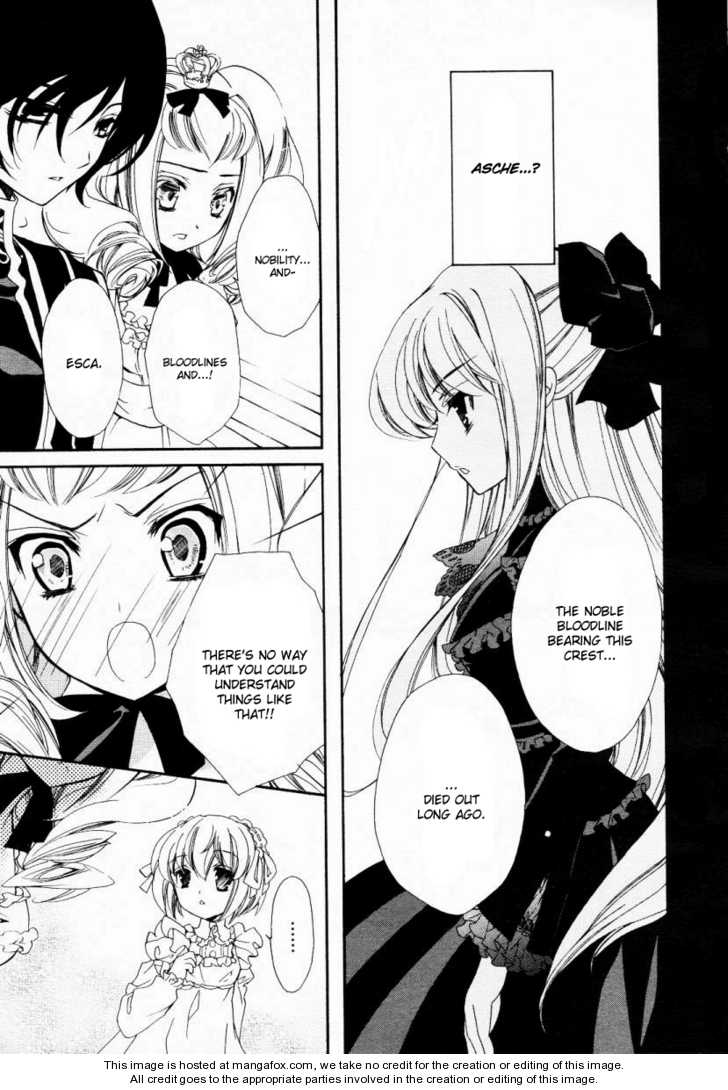 ASCHE...?
THE NOBLE
BLOODLINE
BEARING THIS
CREST...
...
DIED OUT
LONG AGO.
...
NOBILITY...
AND-
BLOODLINES
AND...!
ESCA.
THERE'S NO WAY
THAT YOU COULD
UNDERSTAND
THINGS LIKE
THAT!!
......
This image is hosted at mangafox.com, we take no credit for the creation or editing of this image.
All credit goes to the appropriate parties involved in the creation or editing of this image.